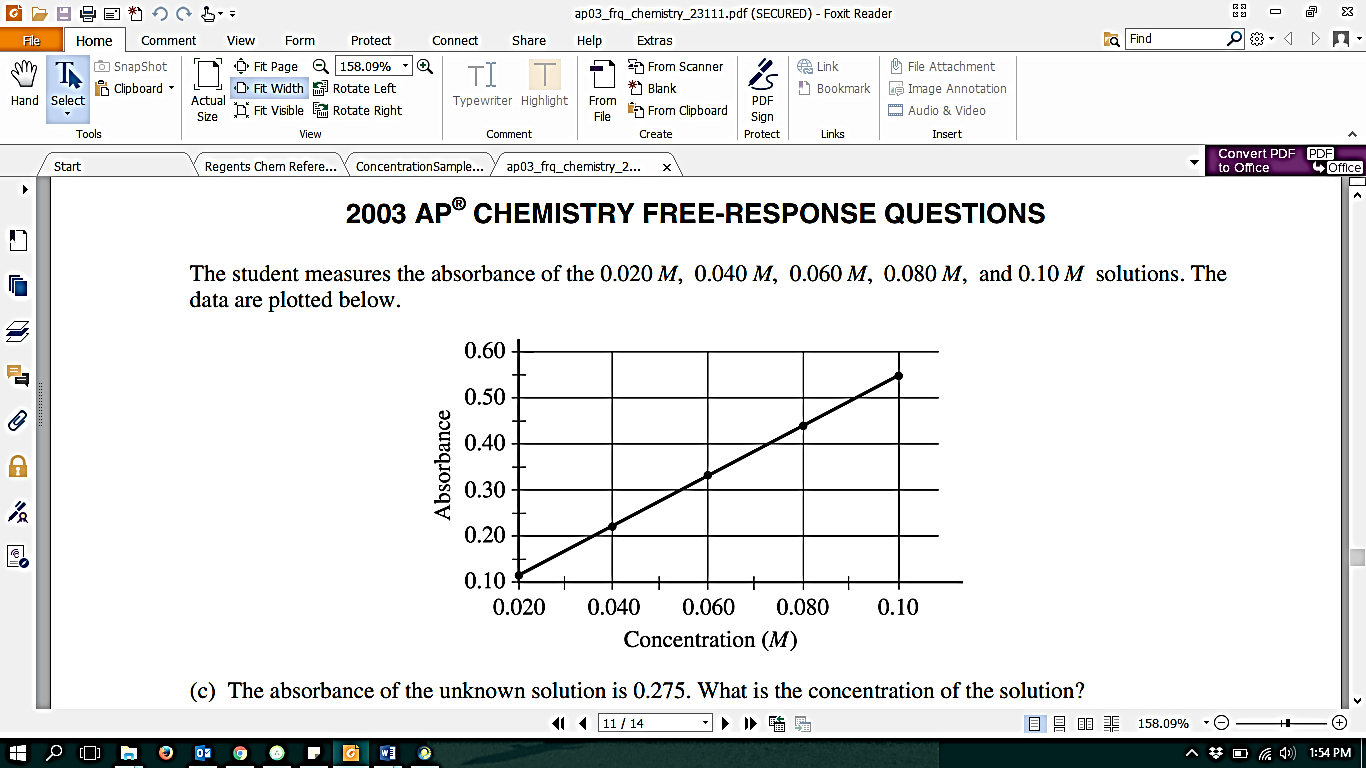 ap03_frq_chemistry_23111.pdf (SECURED) - Foxit Reader
File Home Comment View Form Protect Connect Share Help Extras Find
Hand Select SnapShot Clipboard Actual Size Fit Page Fit Width Fit Visible 158.09% Rotate Left Rotate Right Typewriter Highlight From File From Scanner Blank From Clipboard PDF Sign Link Bookmark File Attachment Image Annotation Audio & Video
Tools View Comment Create Protect Links Insert
Start Regents Chem Refere... ConcentrationSample... ap03_frq_chemistry_2... x
Convert PDF to Office PDF Office
2003 AP® CHEMISTRY FREE-RESPONSE QUESTIONS
The student measures the absorbance of the 0.020 M, 0.040 M, 0.060 M, 0.080 M, and 0.10 M solutions. The
data are plotted below.
0.60
0.50
0.40
0.30
0.20
0.10
Absorbance
0.020 0.040 0.060 0.080 0.10
Concentration (M)
(c) The absorbance of the unknown solution is 0.275. What is the concentration of the solution?
11 / 14 158.09%
1:54 PM